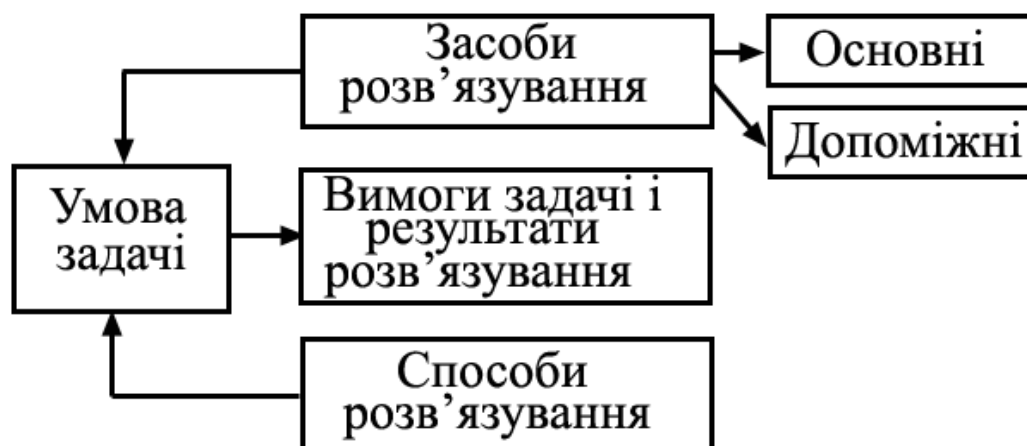 Засоби
розв’язування
Основні
Допоміжні
Умова
задачі
Вимоги задачі і
результати
розв’язування
Способи
розв’язування